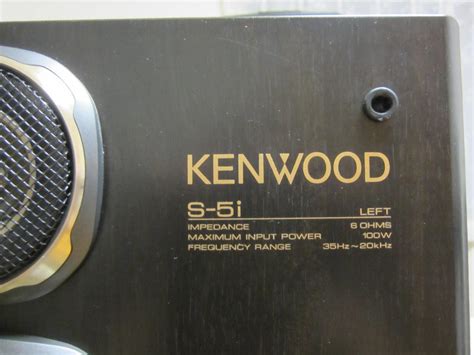 KENWOOD
S-5i LEFT
IMPEDANCE 6 OHMS
MAXIMUM INPUT POWER 100W
FREQUENCY RANGE 35Hz~20kHz